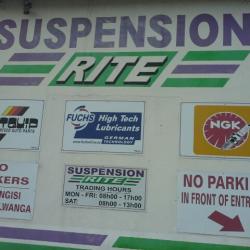 SUSPENSION
RITE
FUCHS
High Tech
Lubricants
GERMAN
TECHNOLOGY
NGK
SUSPENSION
RITE
TRADING HOURS
MON - FRI: 08h00 - 17h00
SAT: 08h00 - 13h00
NO PARKI
IN FRONT OF ENTR
O
KERS
NGISI
LWANGA